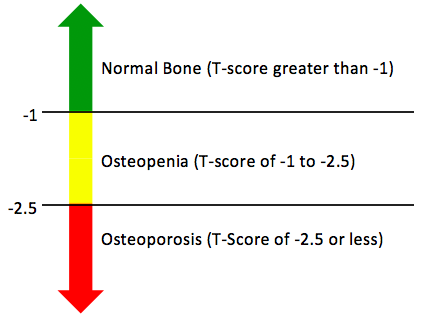 Normal Bone (T-score greater than -1)
-1
Osteopenia (T-score of -1 to -2.5)
-2.5
Osteoporosis (T-Score of -2.5 or less)